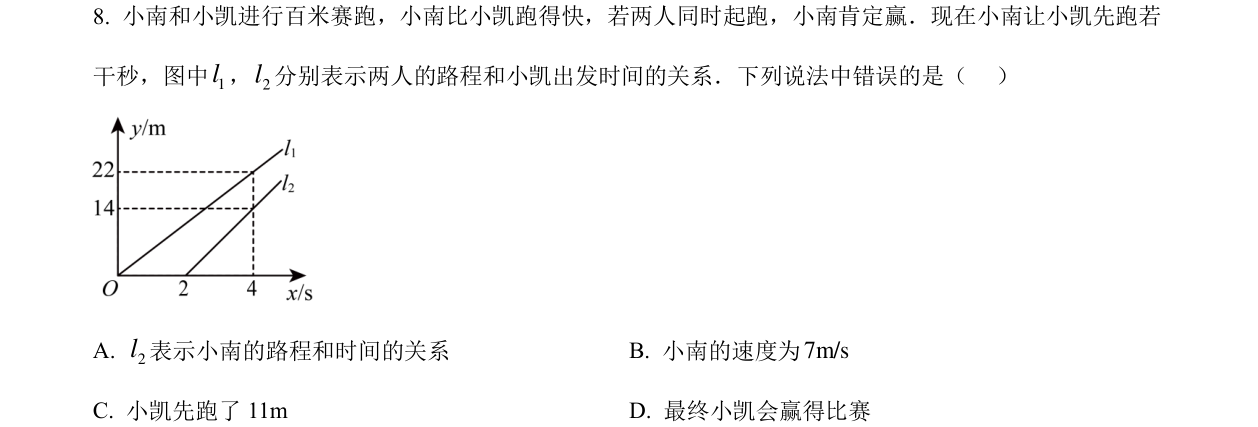 8. 小南和小凯进行百米赛跑，小南比小凯跑得快，若两人同时起跑，小南肯定赢．现在小南让小凯先跑若
干秒，图中l₁，l₂分别表示两人的路程和小凯出发时间的关系．下列说法中错误的是（    ）
y/m
l₁
22
l₂
14
O 2 4 x/s
A. l₂表示小南的路程和时间的关系 B. 小南的速度为7m/s
C. 小凯先跑了 11m D. 最终小凯会赢得比赛